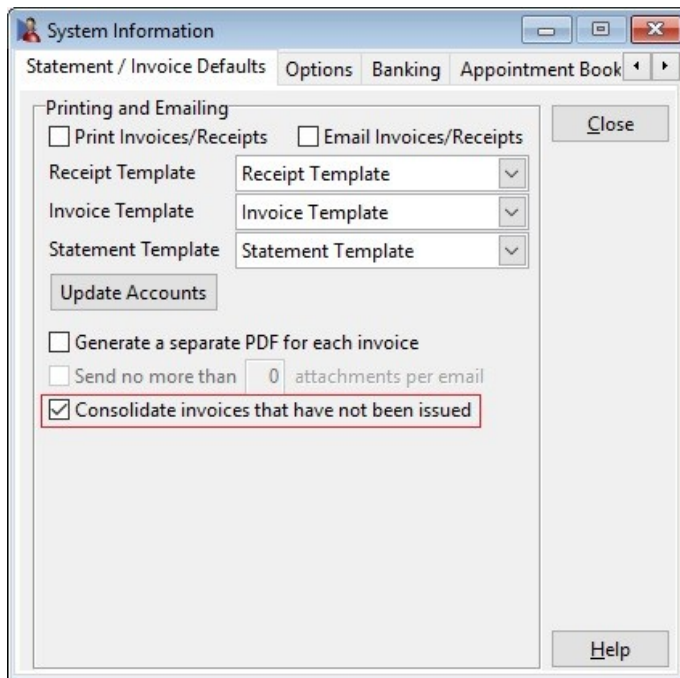 System Information
Statement / Invoice Defaults Options Banking Appointment Book
Printing and Emailing
Print Invoices/Receipts Email Invoices/Receipts
Close
Receipt Template Receipt Template
Invoice Template Invoice Template
Statement Template Statement Template
Update Accounts
Generate a separate PDF for each invoice
Send no more than 0 attachments per email
Consolidate invoices that have not been issued
Help